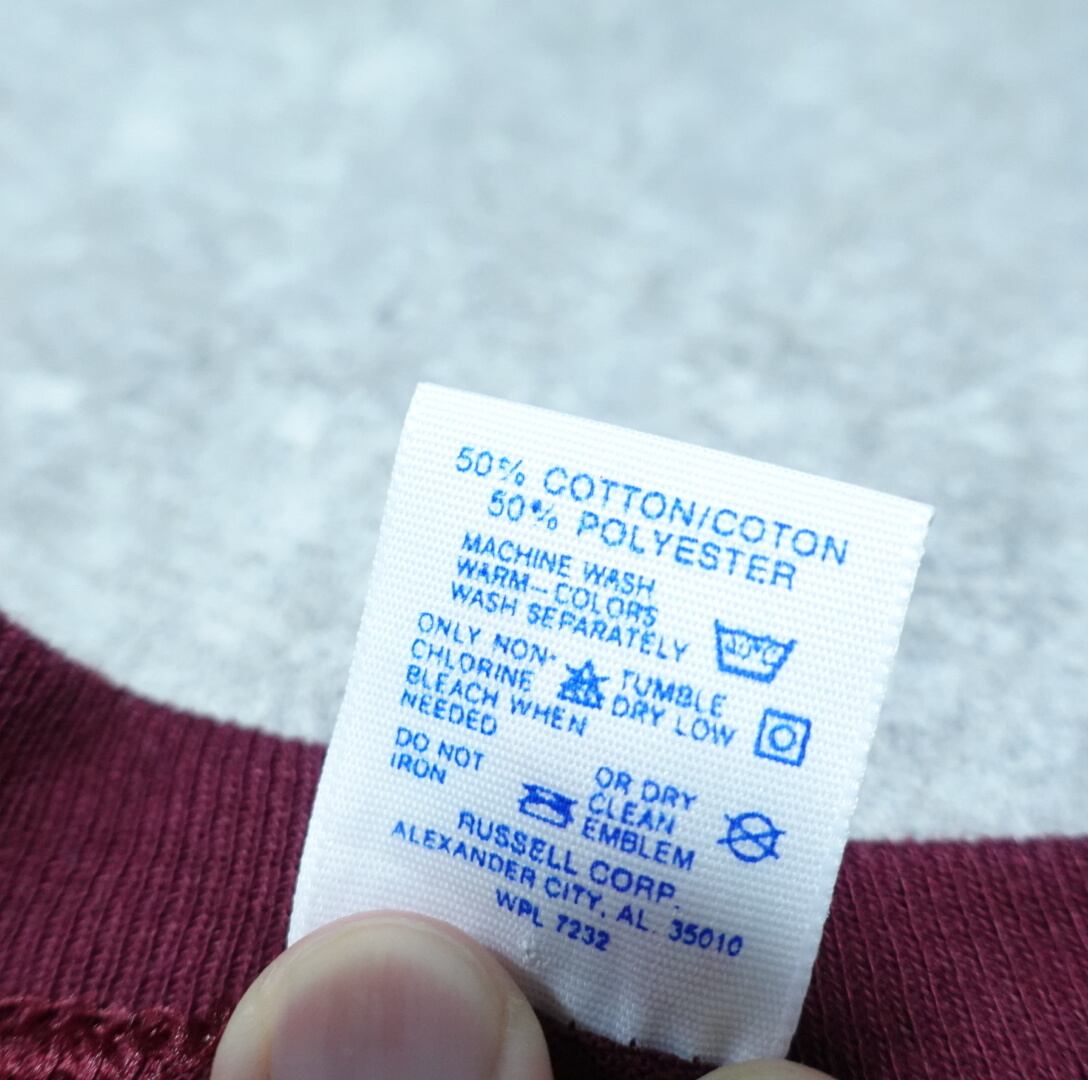 50% COTTON/COTON
50% POLYESTER
MACHINE WASH
WARM—COLORS
WASH SEPARATELY
40°C
ONLY NON-
CHLORINE
BLEACH WHEN
NEEDED
TUMBLE
DRY LOW
DO NOT
IRON
OR DRY
CLEAN
EMBLEM
RUSSELL CORP.
ALEXANDER CITY, AL 35010
WPL 7232